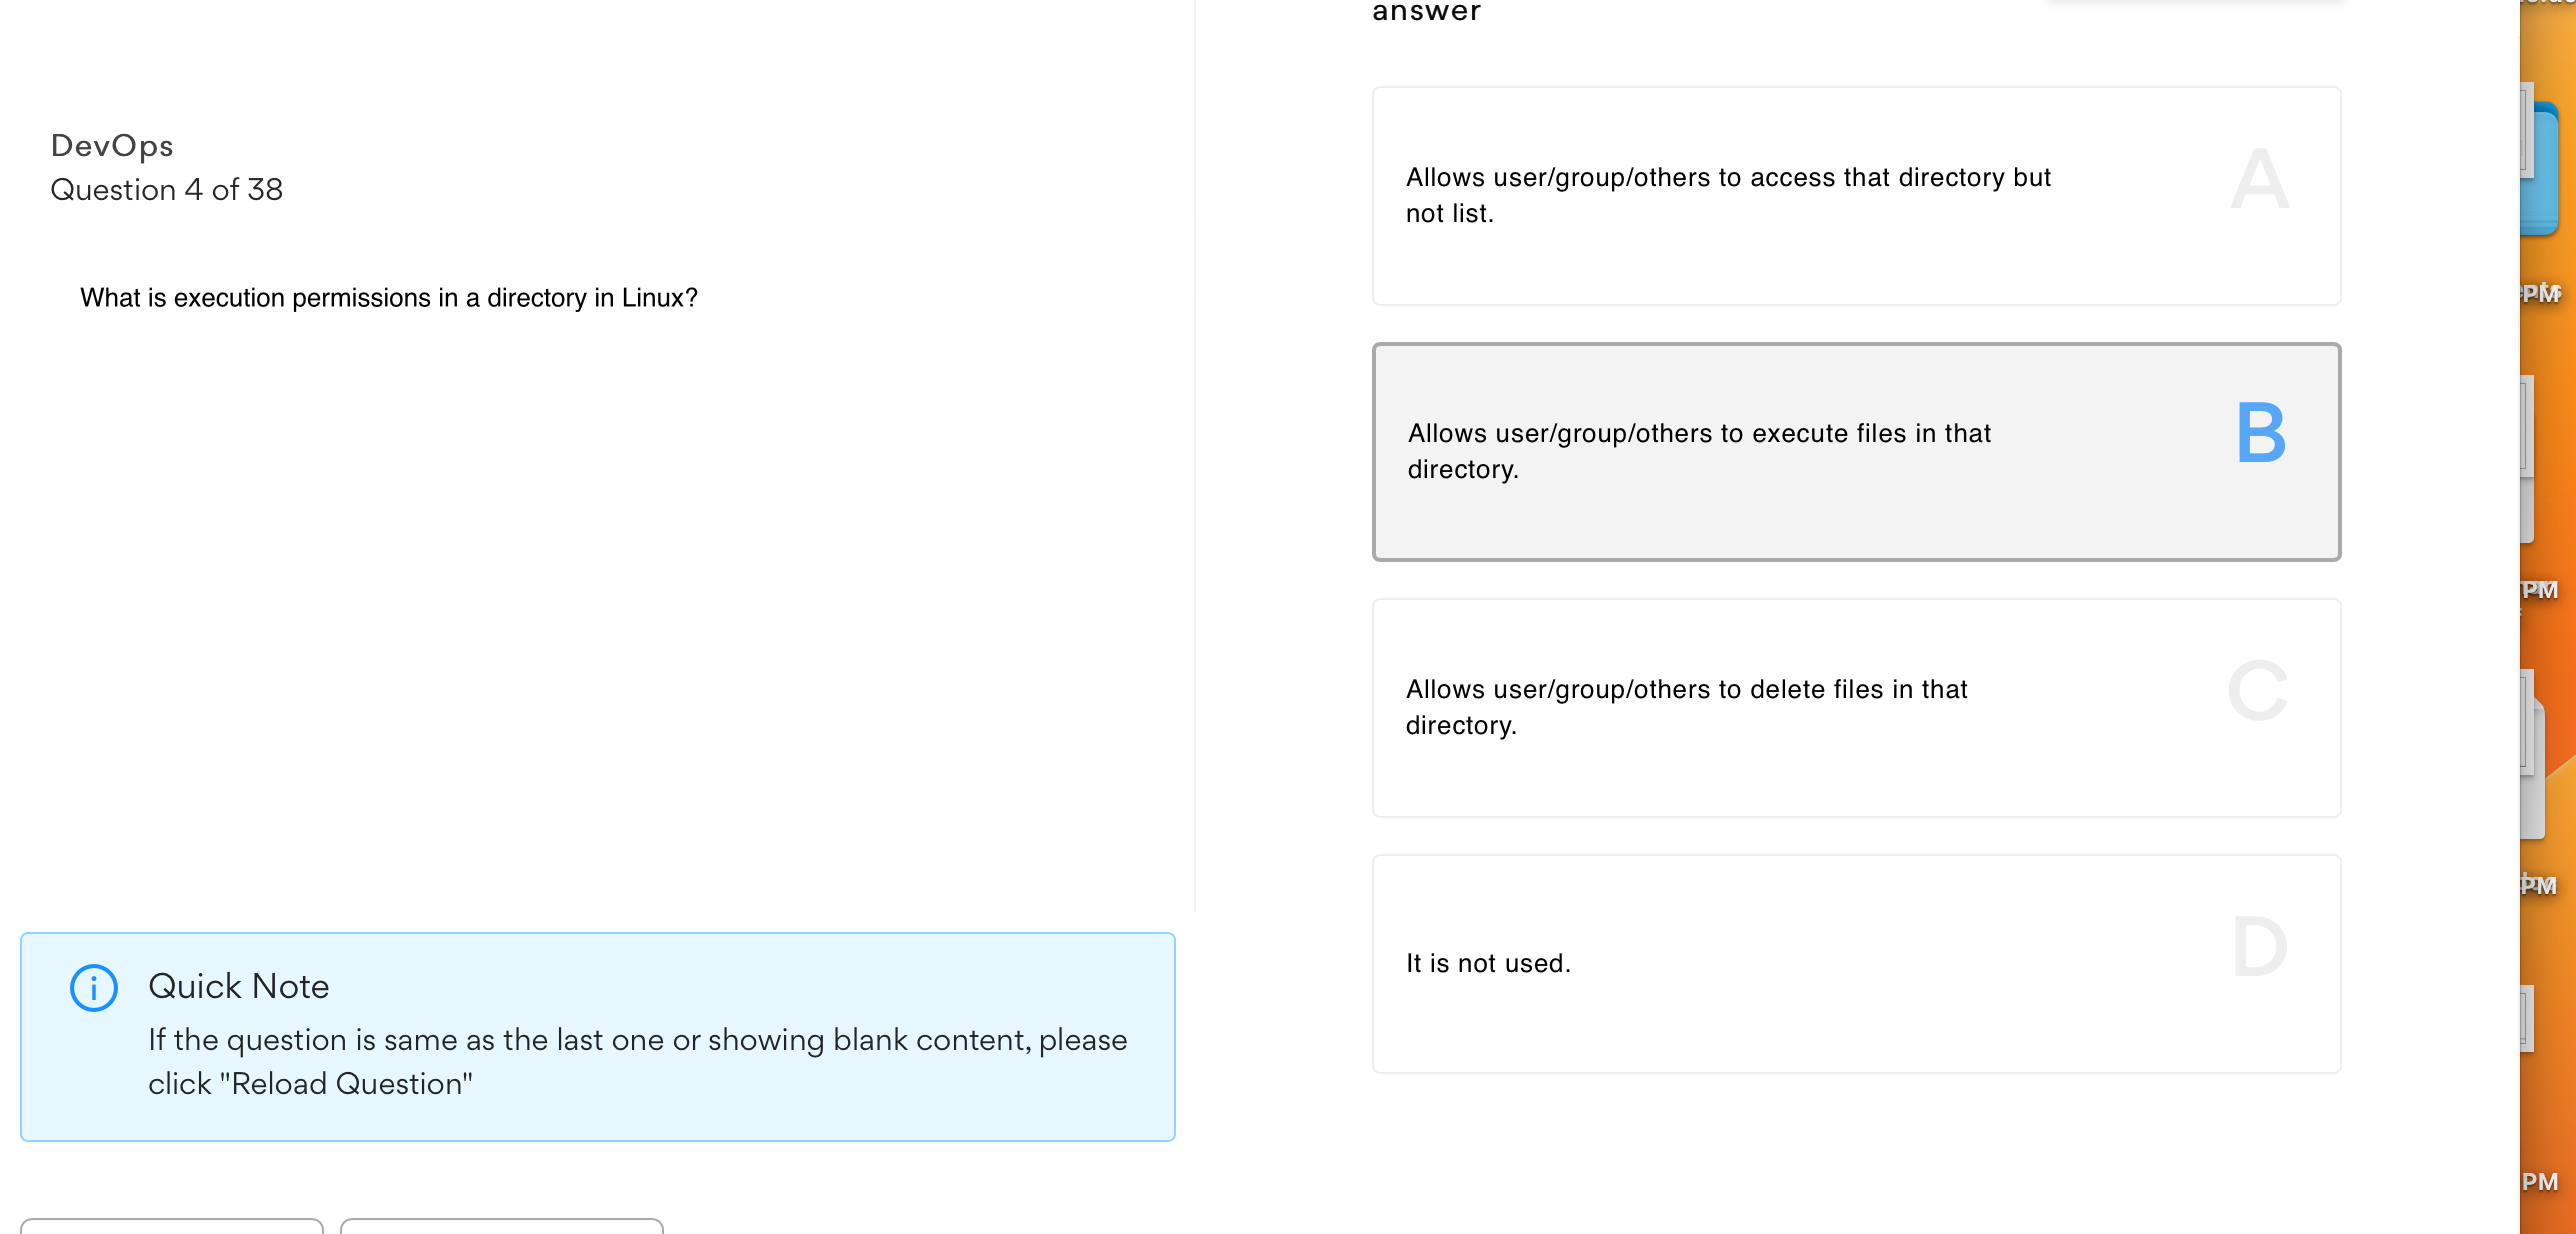 answer
DevOps
Question 4 of 38
What is execution permissions in a directory in Linux?
Allows user/group/others to access that directory but
not list.
A
Allows user/group/others to execute files in that
directory.
B
Allows user/group/others to delete files in that
directory.
C
It is not used.
D
Quick Note
If the question is same as the last one or showing blank content, please
click "Reload Question"
PM
PM
PM
PM